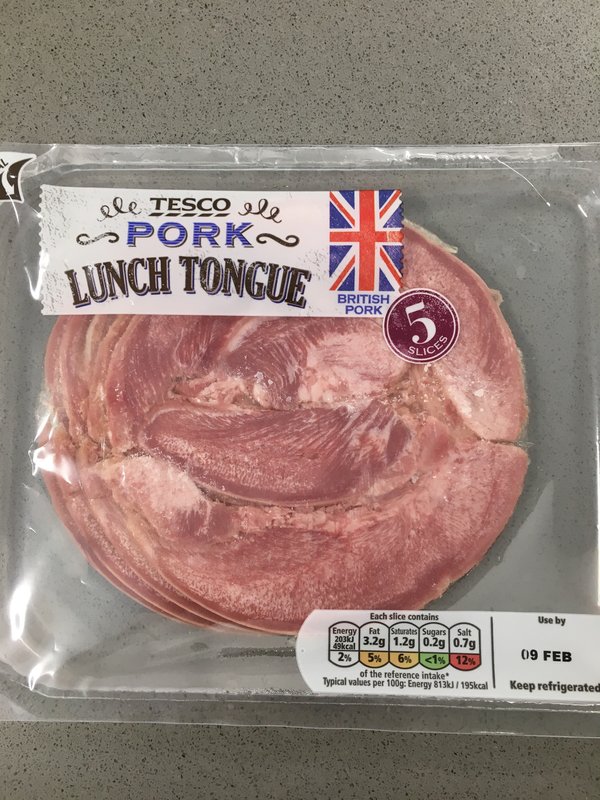 TESCO
PORK
LUNCH TONGUE
BRITISH
PORK
5
SLICES
Each slice contains
Energy Fat Saturates Sugars Salt
203kJ
49kcal 3.2g 1.2g 0.2g 0.7g
2% 5% 6% <1% 12%
of the reference intake*
Typical values per 100g: Energy 813kJ / 195kcal
Use by
09 FEB
Keep refrigerated